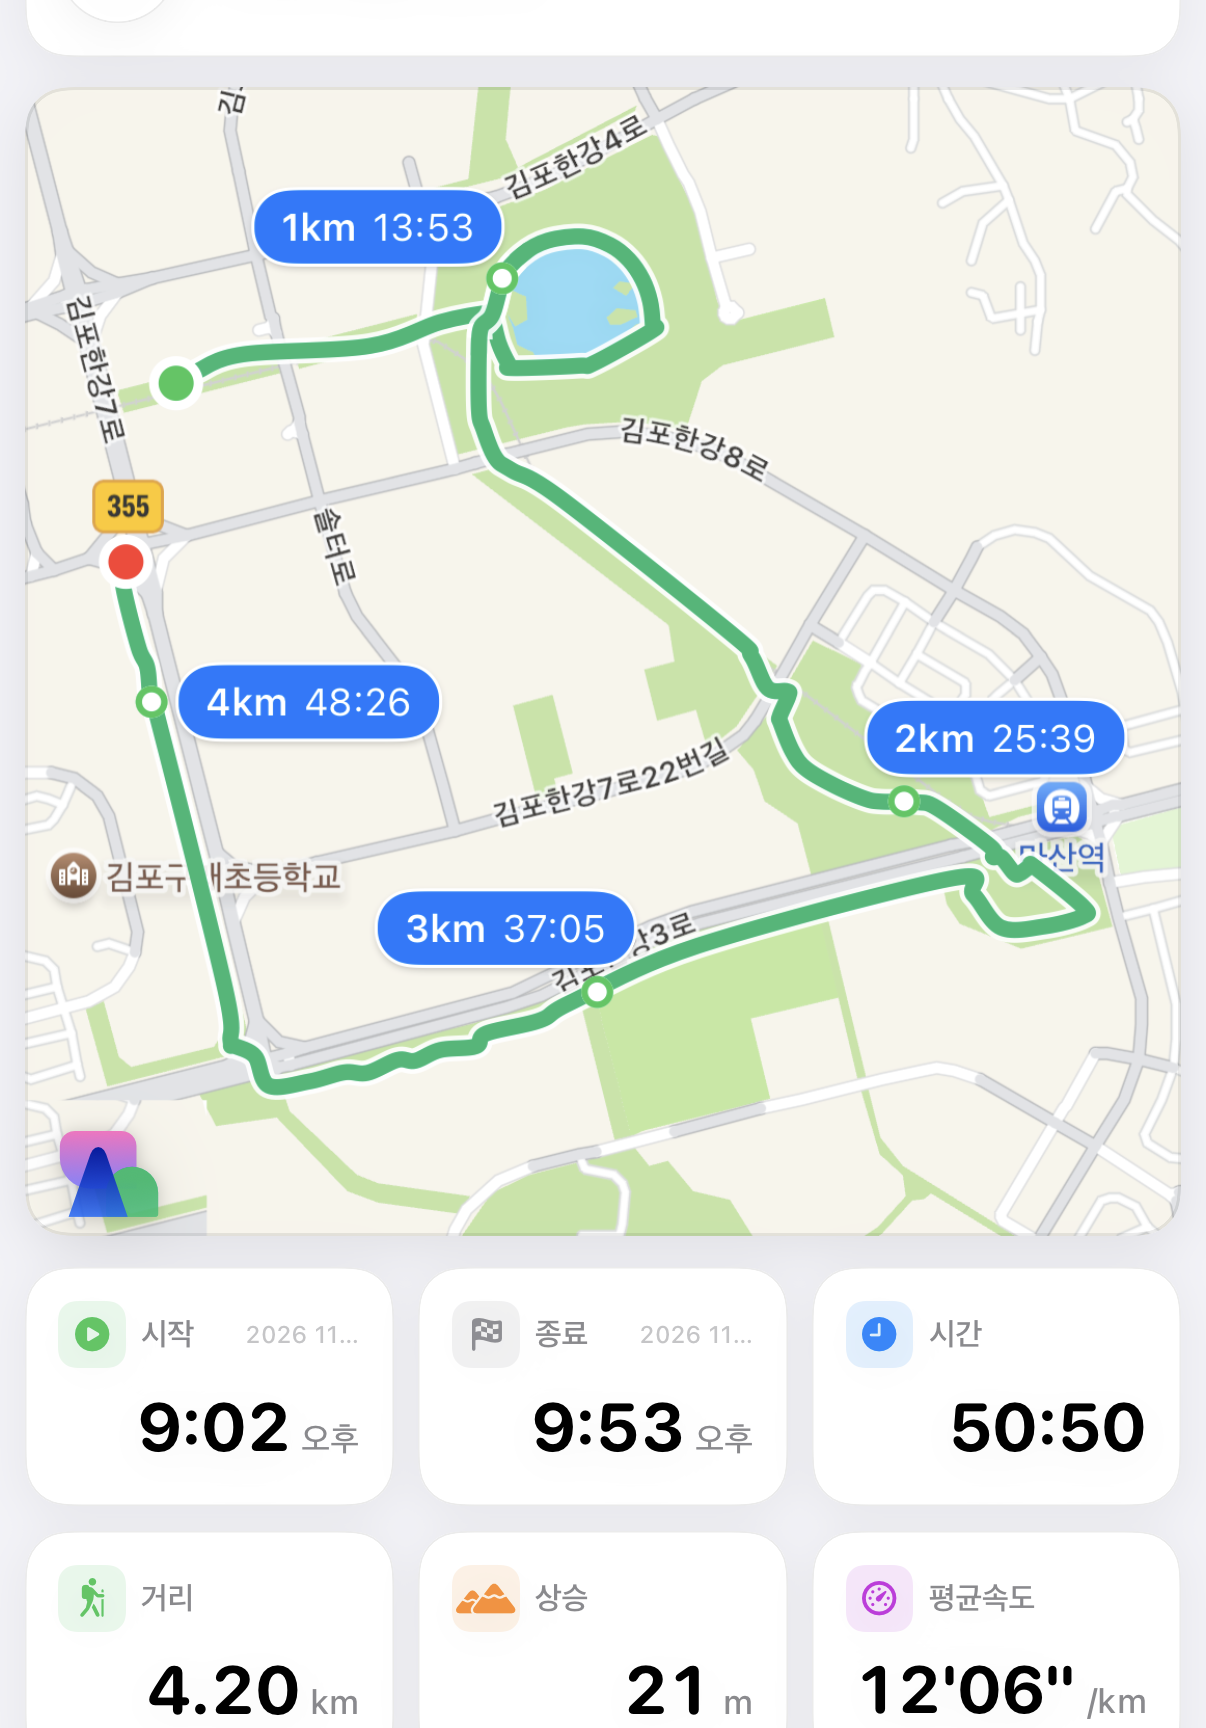 김포한강4로
1km 13:53
김포한강7로
김포한강8로
355
솔터로
4km 48:26
2km 25:39
김포한강7로22번길
마산역
3km 37:05
시작 2026 11...
9:02 오후
종료 2026 11...
9:53 오후
시간
50:50
거리
4.20 km
상승
21 m
평균속도
12'06" /km